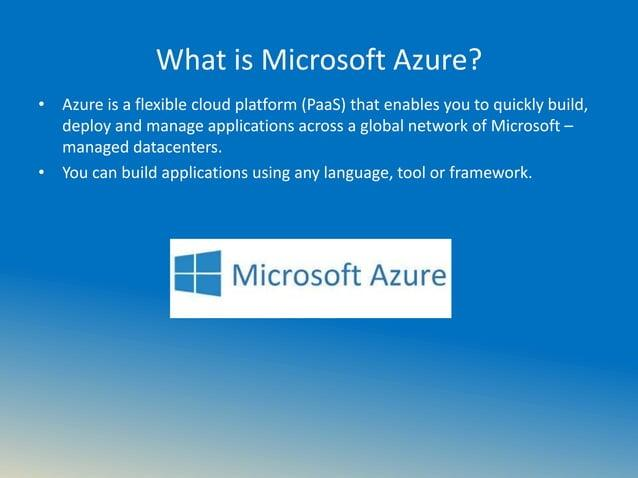 What is Microsoft Azure?
• Azure is a flexible cloud platform (PaaS) that enables you to quickly build,
deploy and manage applications across a global network of Microsoft –
managed datacenters.
• You can build applications using any language, tool or framework.
Microsoft Azure